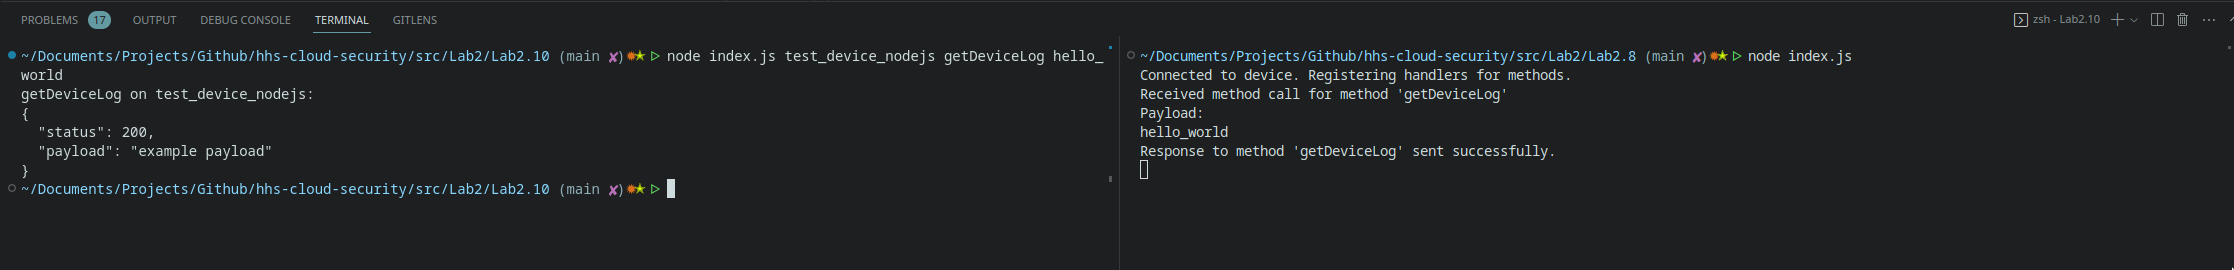 PROBLEMS 17 OUTPUT DEBUG CONSOLE TERMINAL GITLENS
zsh - Lab2.10
~/Documents/Projects/Github/hhs-cloud-security/src/Lab2/Lab2.10 (main ✘)✹★ ▷ node index.js test_device_nodejs getDeviceLog hello_
world
getDeviceLog on test_device_nodejs:
{
  "status": 200,
  "payload": "example payload"
}
~/Documents/Projects/Github/hhs-cloud-security/src/Lab2/Lab2.10 (main ✘)✹★ ▷
~/Documents/Projects/Github/hhs-cloud-security/src/Lab2/Lab2.8 (main ✘)✹★ ▷ node index.js
Connected to device. Registering handlers for methods.
Received method call for method 'getDeviceLog'
Payload:
hello_world
Response to method 'getDeviceLog' sent successfully.